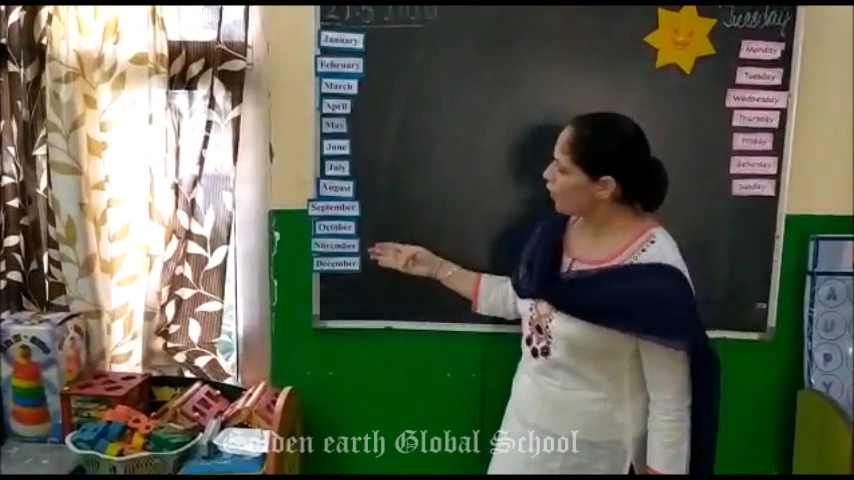 Tuesday
January
February
March
April
May
June
July
August
September
October
November
December
Monday
Tuesday
Wednesday
Thursday
Friday
Saturday
Sunday
A
U
P
Golden earth Global School